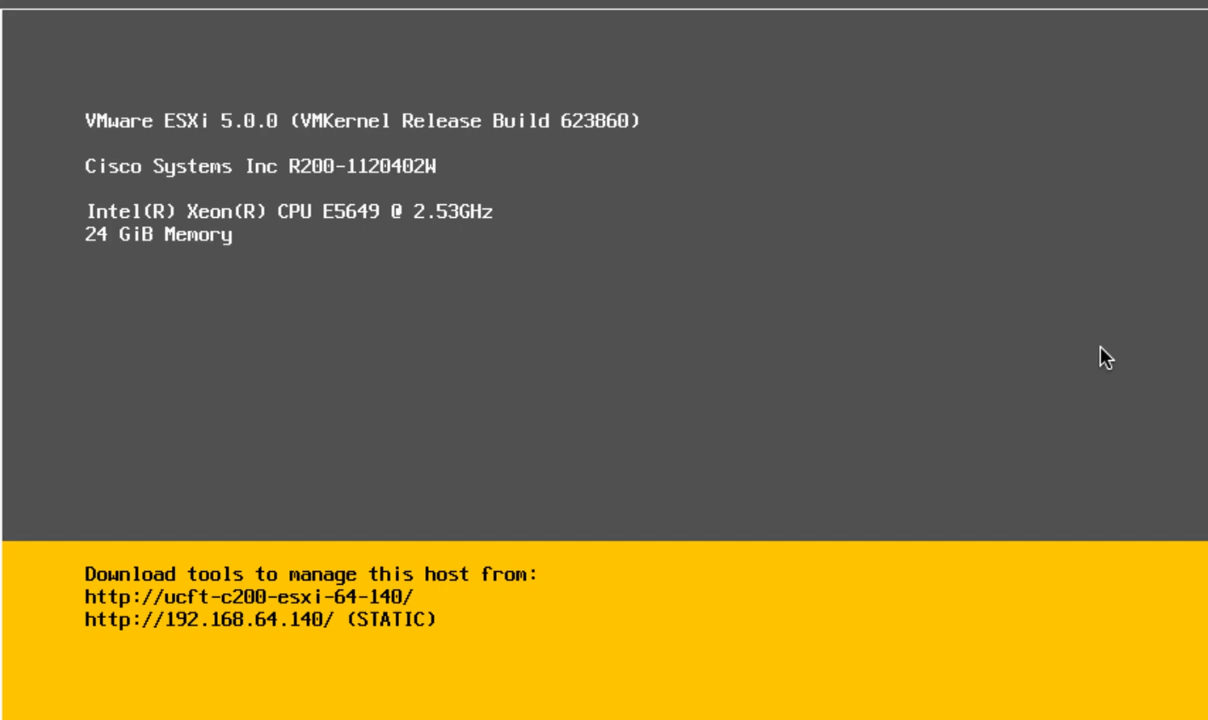 VMware ESXi 5.0.0 (VMKernel Release Build 623860)
Cisco Systems Inc R200-1120402W
Intel(R) Xeon(R) CPU E5649 @ 2.53GHz
24 GiB Memory
Download tools to manage this host from:
http://ucft-c200-esxi-64-140/
http://192.168.64.140/ (STATIC)